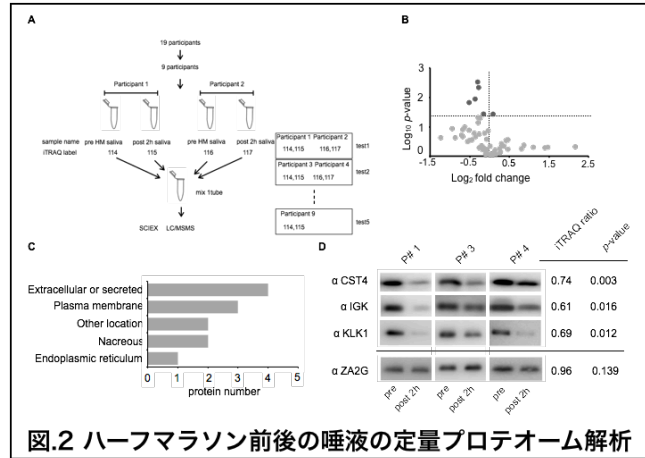 A
19 participants
9 participants
Participant 1 Participant 2
sample name pre HM saliva post 2h saliva pre HM saliva post 2h saliva
iTRAQ label 114 115 116 117
mix 1tube
SCIEX LC/MSMS
Participant 1 Participant 2
114,115 116,117
test1
Participant 3 Participant 4
114,115 116,117
test2
Participant 9
114,115
test5
B
Log10 p-value
3
2
1
0
-1.5 -0.5 0.5 1.5 2.5
Log2 fold change
C
Extracellular or secreted
Plasma membrane
Other location
Nacreous
Endoplasmic reticulum
0 1 2 3 4 5
protein number
D
P# 1 P# 3 P# 4 iTRAQ ratio p-value
α CST4 0.74 0.003
α IGK 0.61 0.016
α KLK1 0.69 0.012
α ZA2G 0.96 0.139
pre post 2h pre post 2h pre post 2h
図.2 ハーフマラソン前後の唾液の定量プロテオーム解析